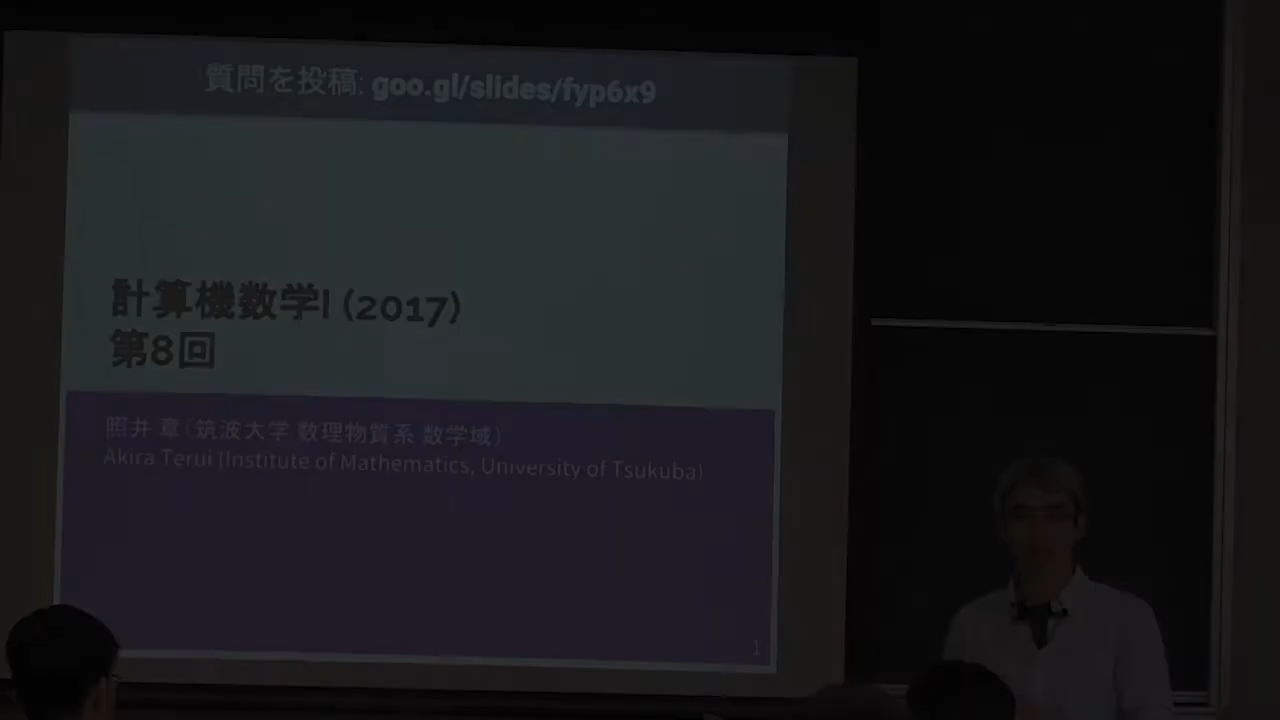 質問を投稿: goo.gl/slides/fyp6x9
計算機数学I (2017)
第8回
照井 章(筑波大学 数理物質系 数学域)
Akira Terui (Institute of Mathematics, University of Tsukuba)
1